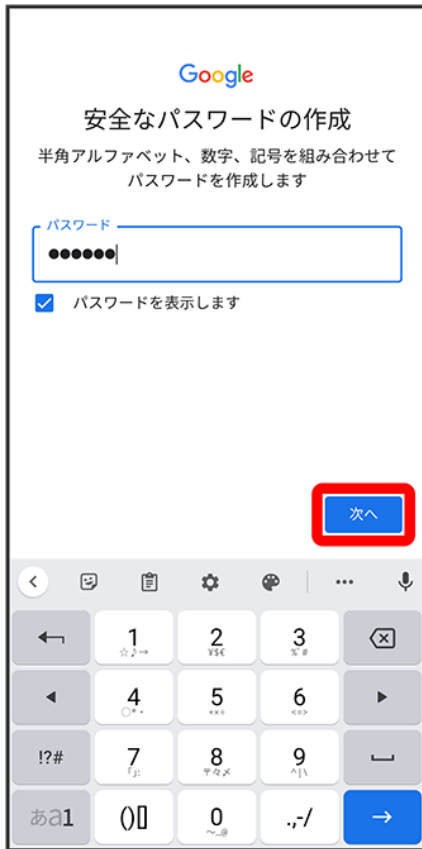 Google
安全なパスワードの作成
半角アルファベット、数字、記号を組み合わせて
パスワードを作成します
パスワード
●●●●●●
パスワードを表示します
次へ
1 2 3
☆♪→ ¥$€ %゜#
4 5 6
○*・ +×÷ <=>
!?# 7 8 9
「」: 〒々〆 ^|\
あa1 ()[] 0 .,-/
~_@